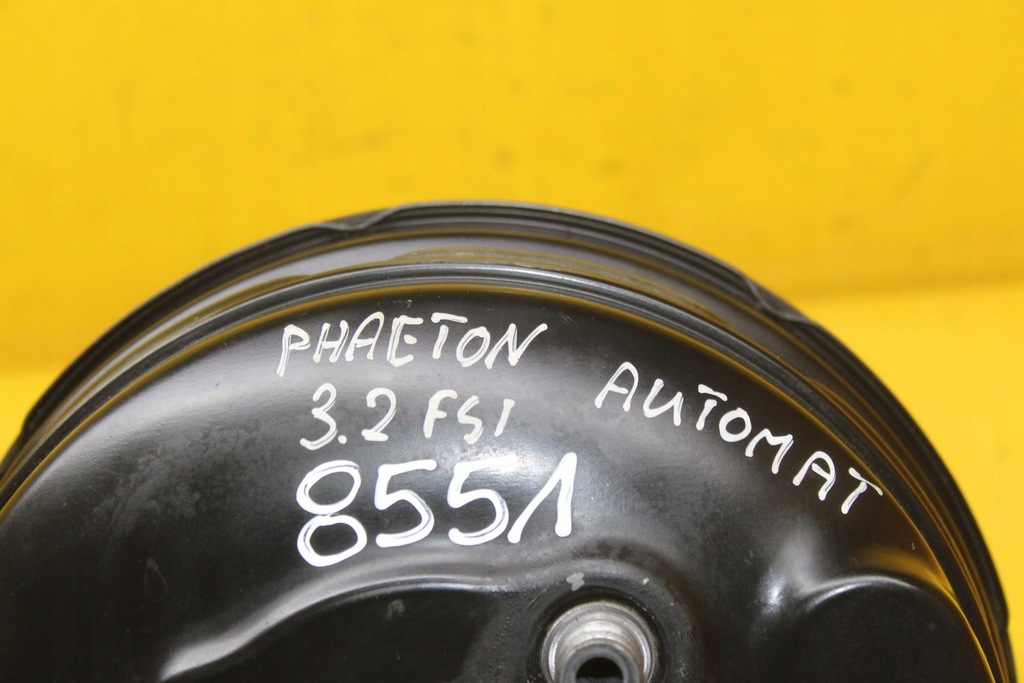 PHAETON
3.2 FSI
8551
AUTOMAT